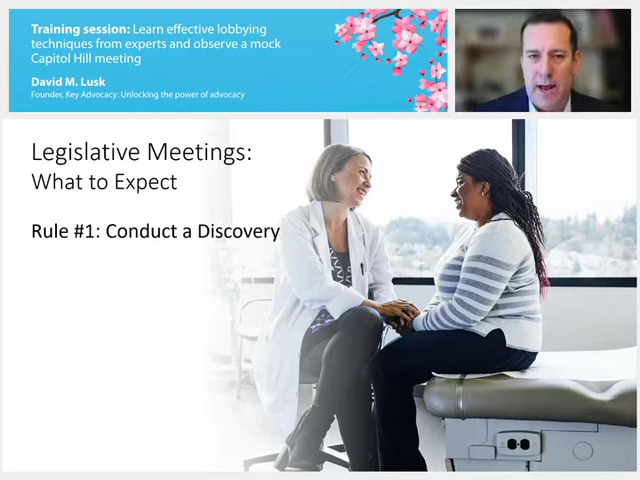 Training session: Learn effective lobbying
techniques from experts and observe a mock
Capitol Hill meeting
David M. Lusk
Founder, Key Advocacy: Unlocking the power of advocacy
Legislative Meetings:
What to Expect
Rule #1: Conduct a Discovery